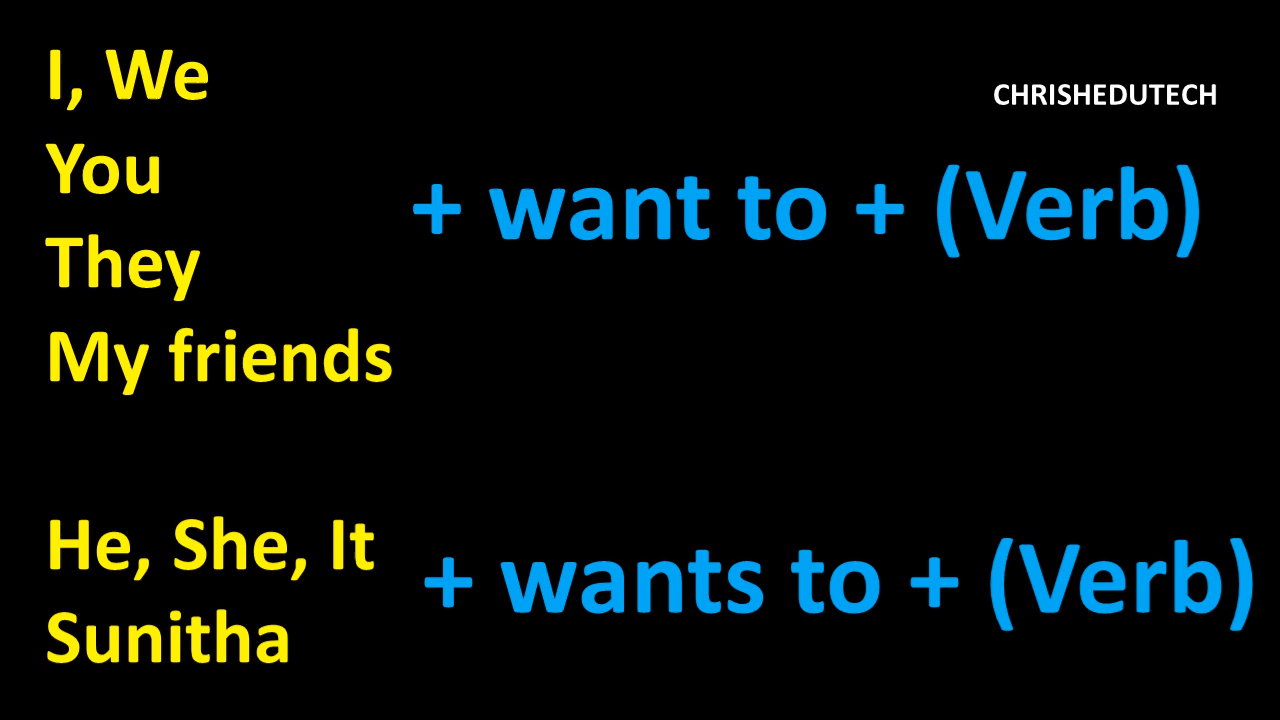 I, We
CHRISHEDUTECH
You
+ want to + (Verb)
They
My friends
He, She, It
+ wants to + (Verb)
Sunitha